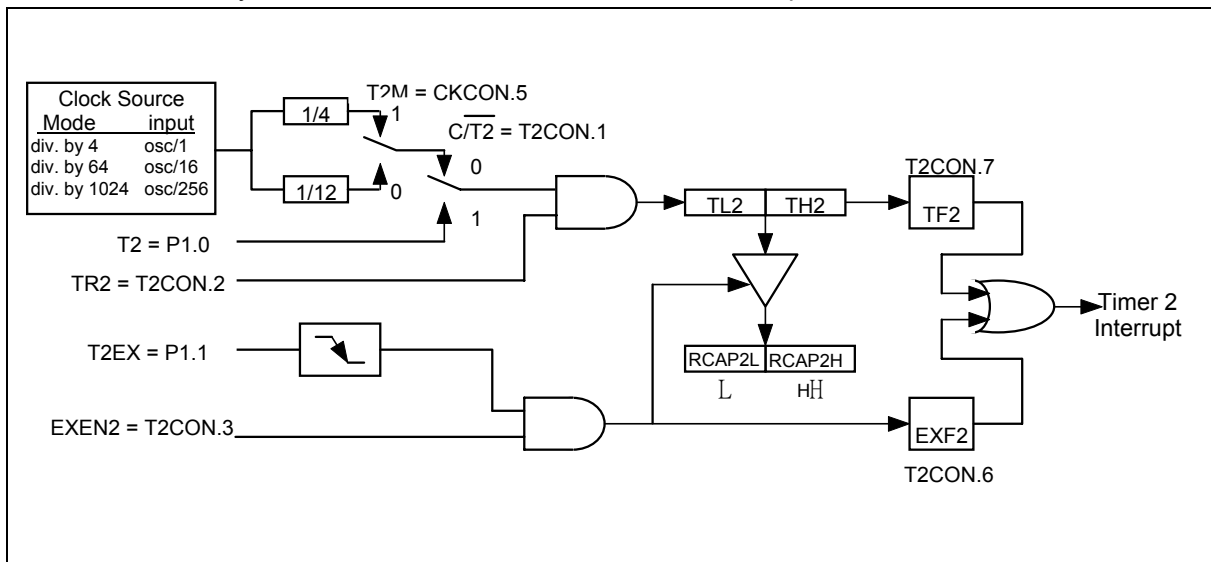 Clock Source
Mode input
div. by 4 osc/1
div. by 64 osc/16
div. by 1024 osc/256
1/4
1/12
T2M = CKCON.5
1
0
C/T2 = T2CON.1
0
1
T2 = P1.0
TR2 = T2CON.2
T2EX = P1.1
EXEN2 = T2CON.3
TL2 TH2
RCAP2L RCAP2H
L HH
T2CON.7
TF2
EXF2
T2CON.6
Timer 2
Interrupt